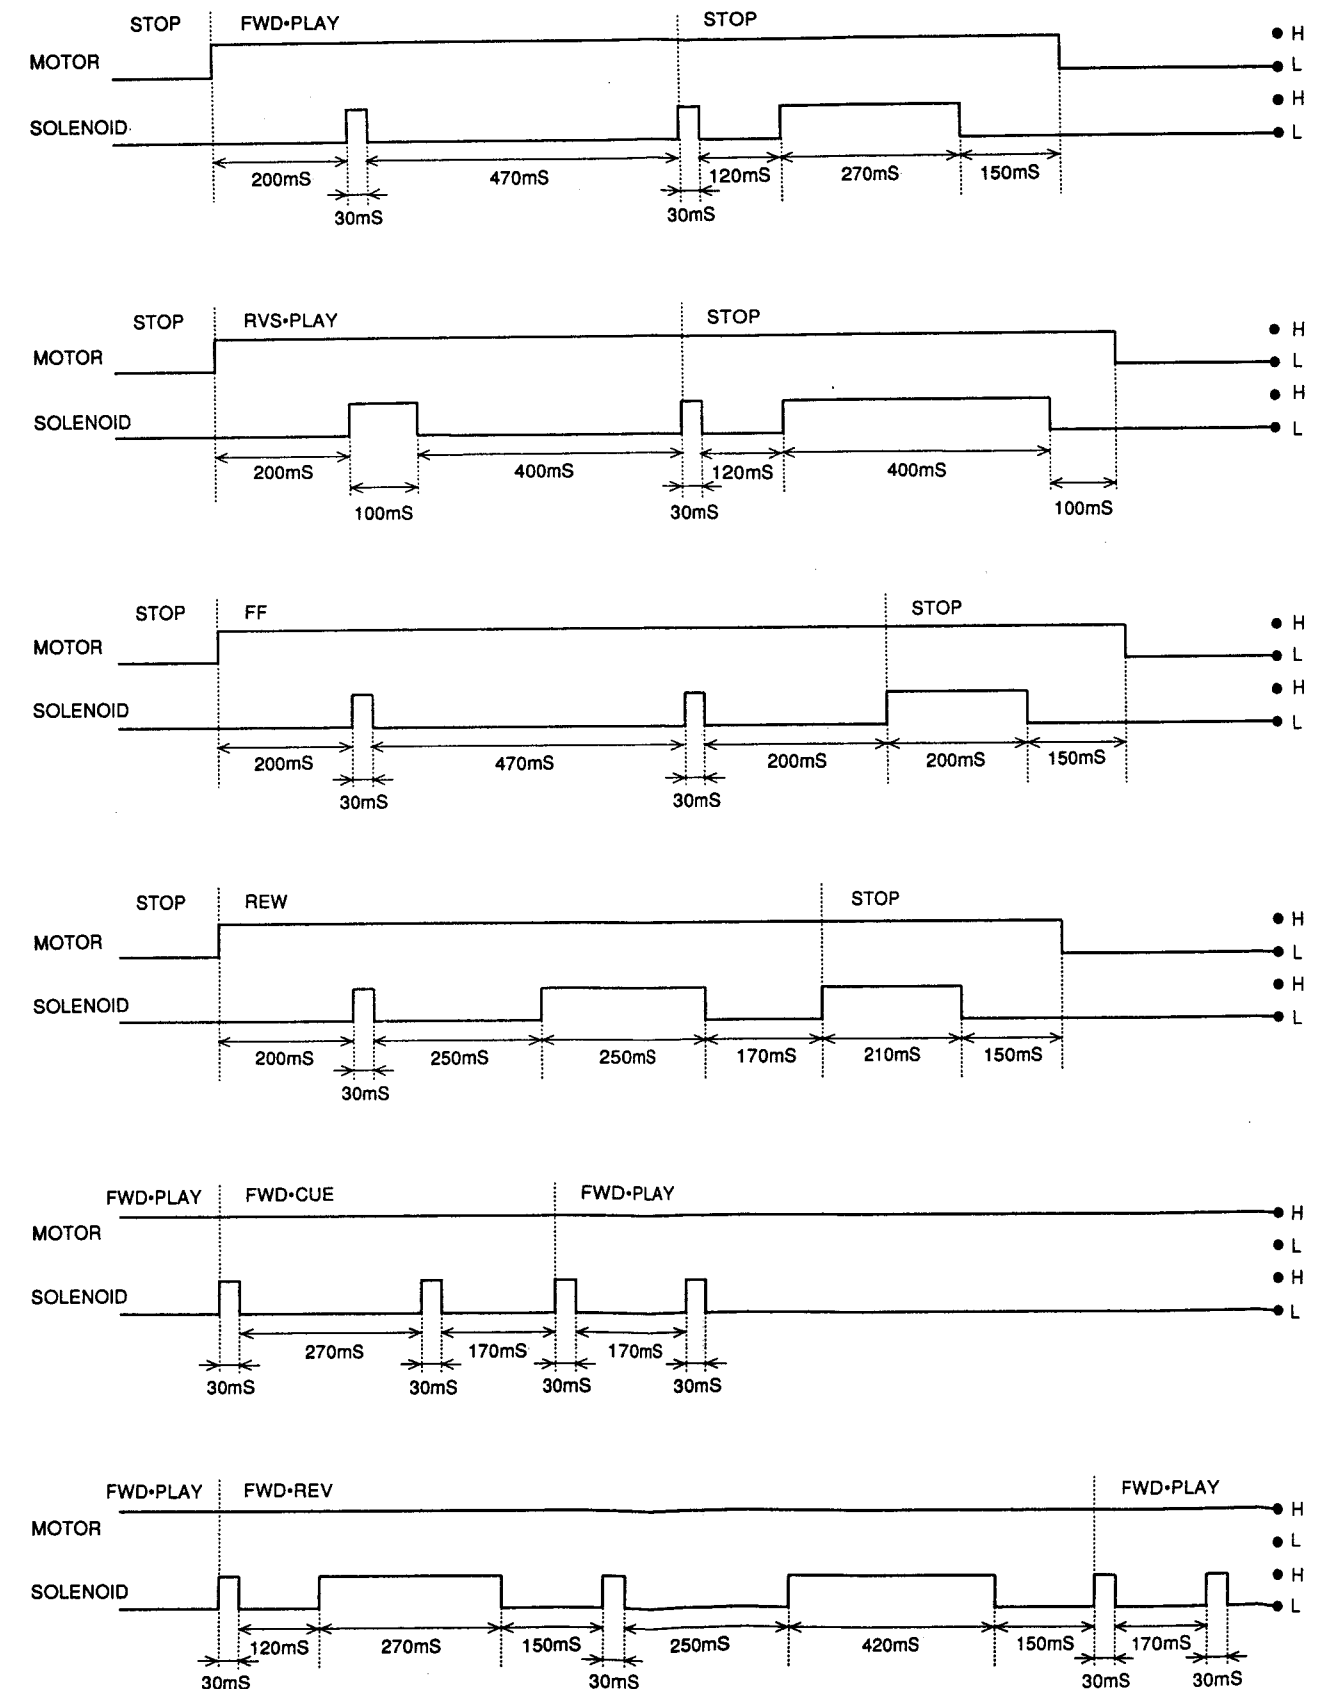 STOP FWD•PLAY STOP
H
MOTOR
L
H
SOLENOID
L
200mS 470mS 120mS 270mS 150mS
30mS 30mS
STOP RVS•PLAY STOP
H
MOTOR
L
H
SOLENOID
L
200mS 400mS 120mS 400mS
100mS 30mS 100mS
STOP FF STOP
H
MOTOR
L
H
SOLENOID
L
200mS 470mS 200mS 200mS 150mS
30mS 30mS
STOP REW STOP
H
MOTOR
L
H
SOLENOID
L
200mS 250mS 250mS 170mS 210mS 150mS
30mS
FWD•PLAY FWD•CUE FWD•PLAY
H
MOTOR
L
H
SOLENOID
L
270mS 170mS 170mS
30mS 30mS 30mS 30mS
FWD•PLAY FWD•REV FWD•PLAY
H
MOTOR
L
H
SOLENOID
L
120mS 270mS 150mS 250mS 420mS 150mS 170mS
30mS 30mS 30mS 30mS